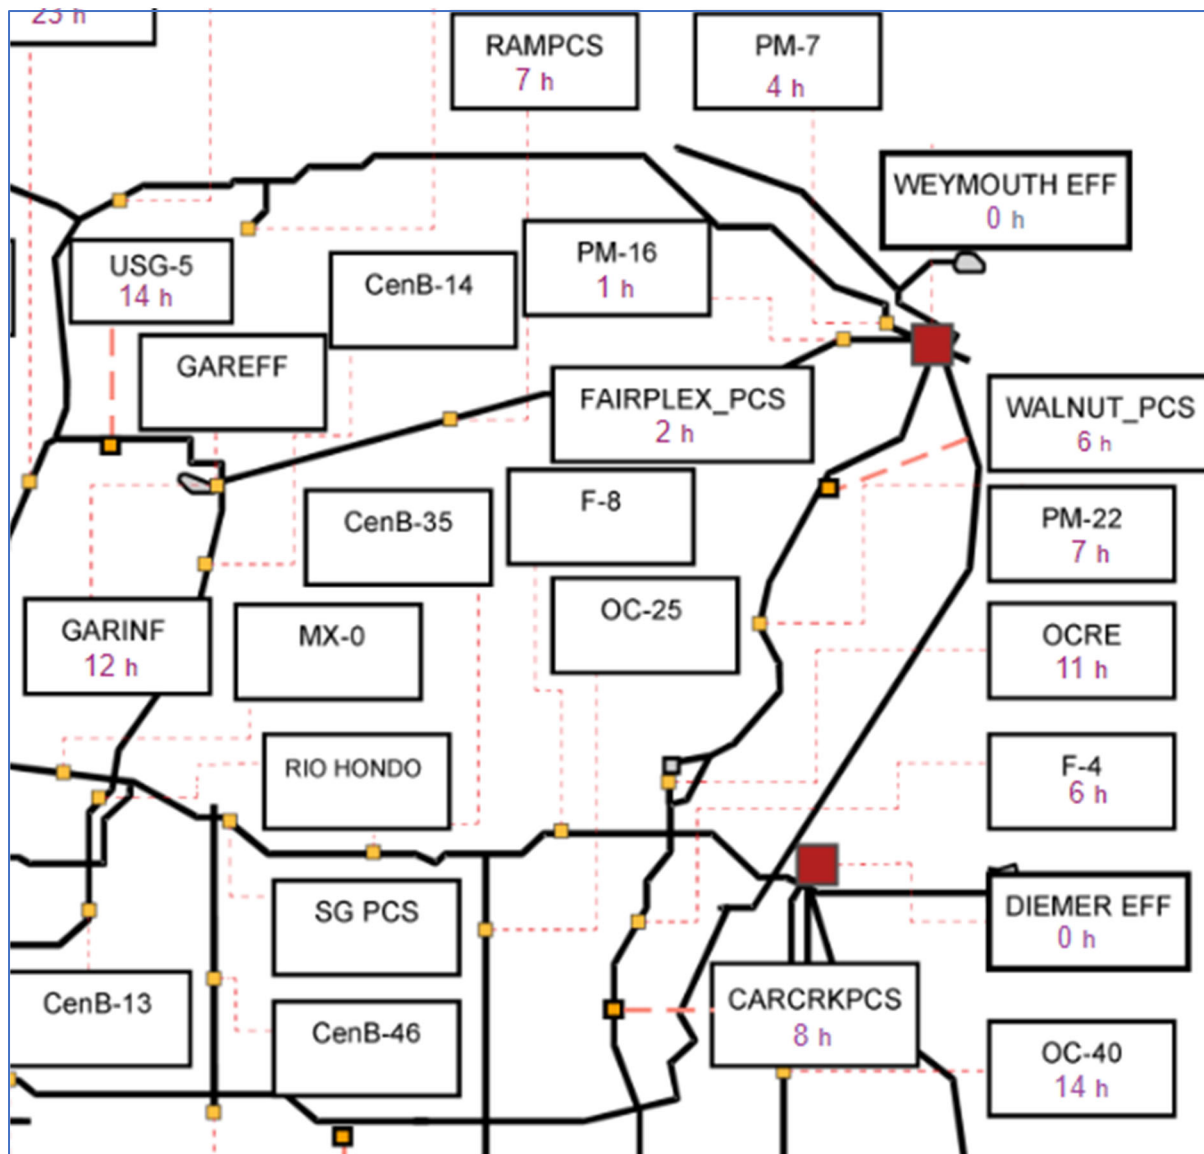 23 h
RAMPCS
7 h
PM-7
4 h
WEYMOUTH EFF
0 h
USG-5
14 h
CenB-14
PM-16
1 h
GAREFF
FAIRPLEX_PCS
2 h
WALNUT_PCS
6 h
CenB-35
F-8
PM-22
7 h
GARINF
12 h
MX-0
OC-25
OCRE
11 h
RIO HONDO
F-4
6 h
SG PCS
DIEMER EFF
0 h
CenB-13
CenB-46
CARCRKPCS
8 h
OC-40
14 h